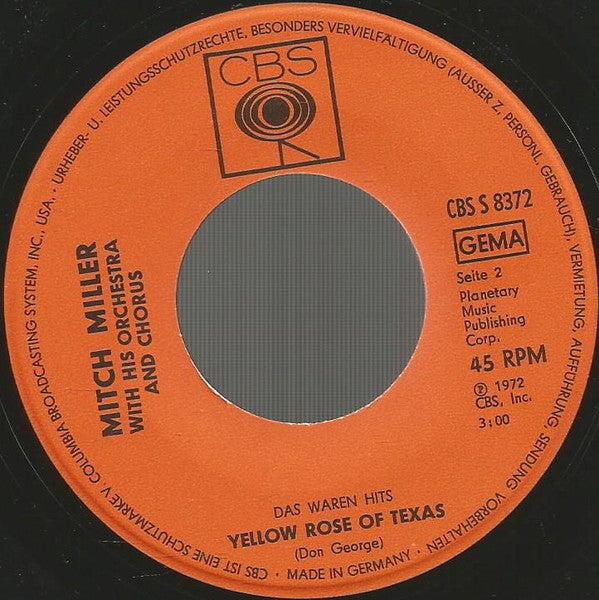 CBS
CBS S 8372
GEMA
Seite 2
Planetary
Music
Publishing
Corp.
45 RPM
℗ 1972
CBS, Inc.
3:00
MITCH MILLER
WITH HIS ORCHESTRA
AND CHORUS
DAS WAREN HITS
YELLOW ROSE OF TEXAS
(Don George)
CBS IST EINE SCHUTZMARKE V. COLUMBIA BROADCASTING SYSTEM, INC., USA. · URHEBER- U. LEISTUNGSSCHUTZRECHTE, BESONDERS VERVIELFÄLTIGUNG (AUSSER Z. PERSÖNL. GEBRAUCH), VERMIETUNG, AUFFÜHRUNG, SENDUNG VORBEHALTEN · MADE IN GERMANY ·